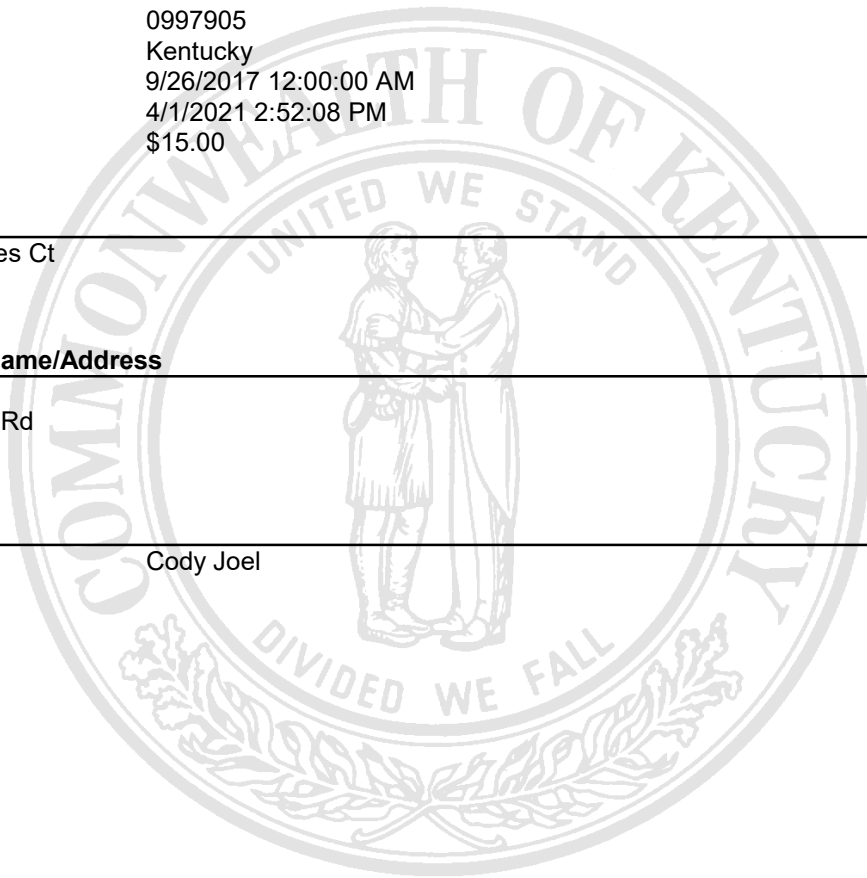 0997905
Kentucky
9/26/2017 12:00:00 AM
4/1/2021 2:52:08 PM
$15.00
es Ct
ame/Address
Rd
Cody Joel
COMMONWEALTH OF KENTUCKY
UNITED WE STAND
DIVIDED WE FALL